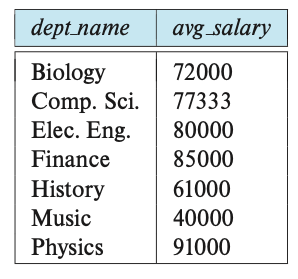 dept_name avg_salary
Biology 72000
Comp. Sci. 77333
Elec. Eng. 80000
Finance 85000
History 61000
Music 40000
Physics 91000